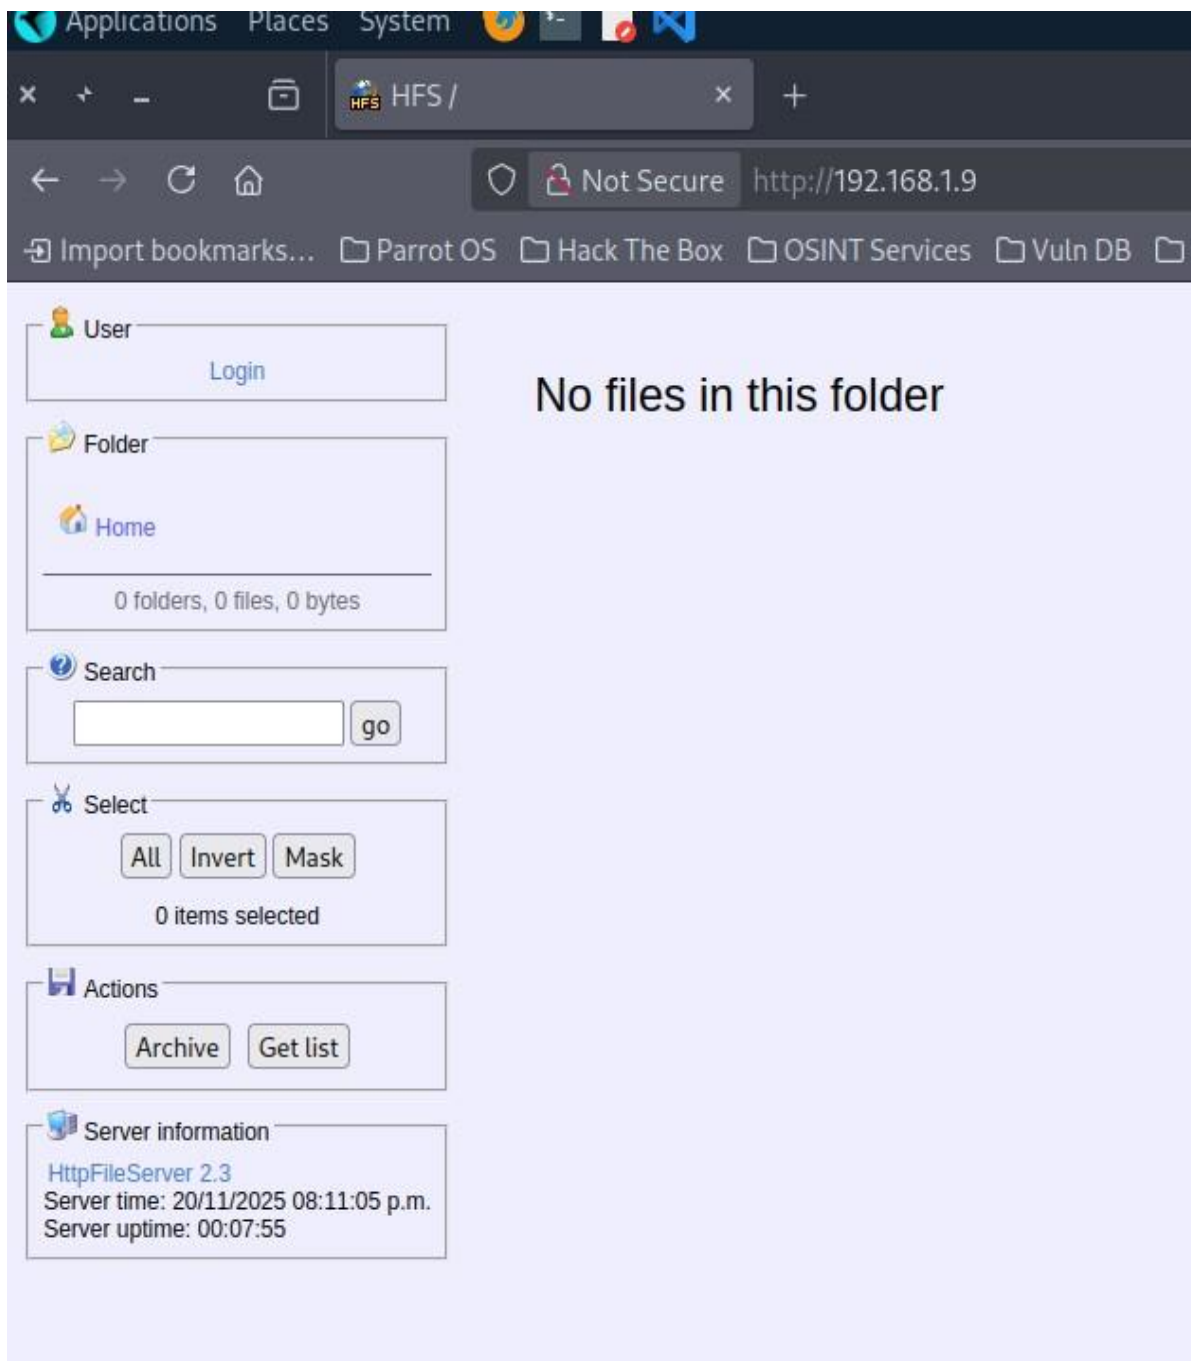 Applications Places System
HFS /
Not Secure http://192.168.1.9
Import bookmarks... Parrot OS Hack The Box OSINT Services Vuln DB
User
Login
No files in this folder
Folder
Home
0 folders, 0 files, 0 bytes
Search
go
Select
All Invert Mask
0 items selected
Actions
Archive Get list
Server information
HttpFileServer 2.3
Server time: 20/11/2025 08:11:05 p.m.
Server uptime: 00:07:55